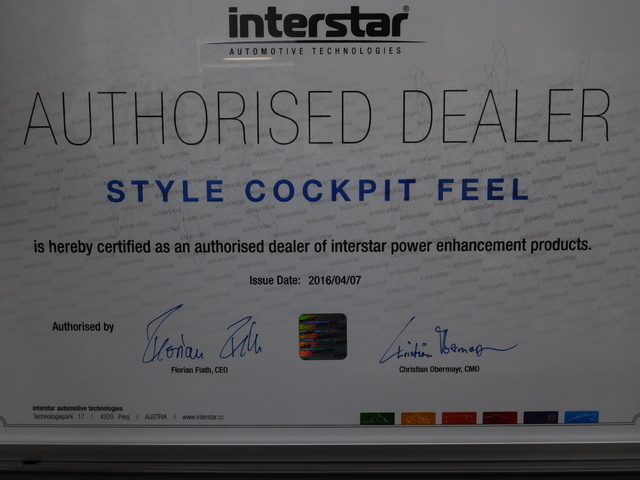 interstar®
AUTOMOTIVE TECHNOLOGIES
AUTHORISED DEALER
STYLE COCKPIT FEEL
is hereby certified as an authorised dealer of interstar power enhancement products.
Issue Date: 2016/04/07
Authorised by
Florian Flath, CEO
Christian Obermayr, CMO
interstar automotive technologies
Technologiepark 17 | 4320 Perg | AUSTRIA | www.interstar.cc